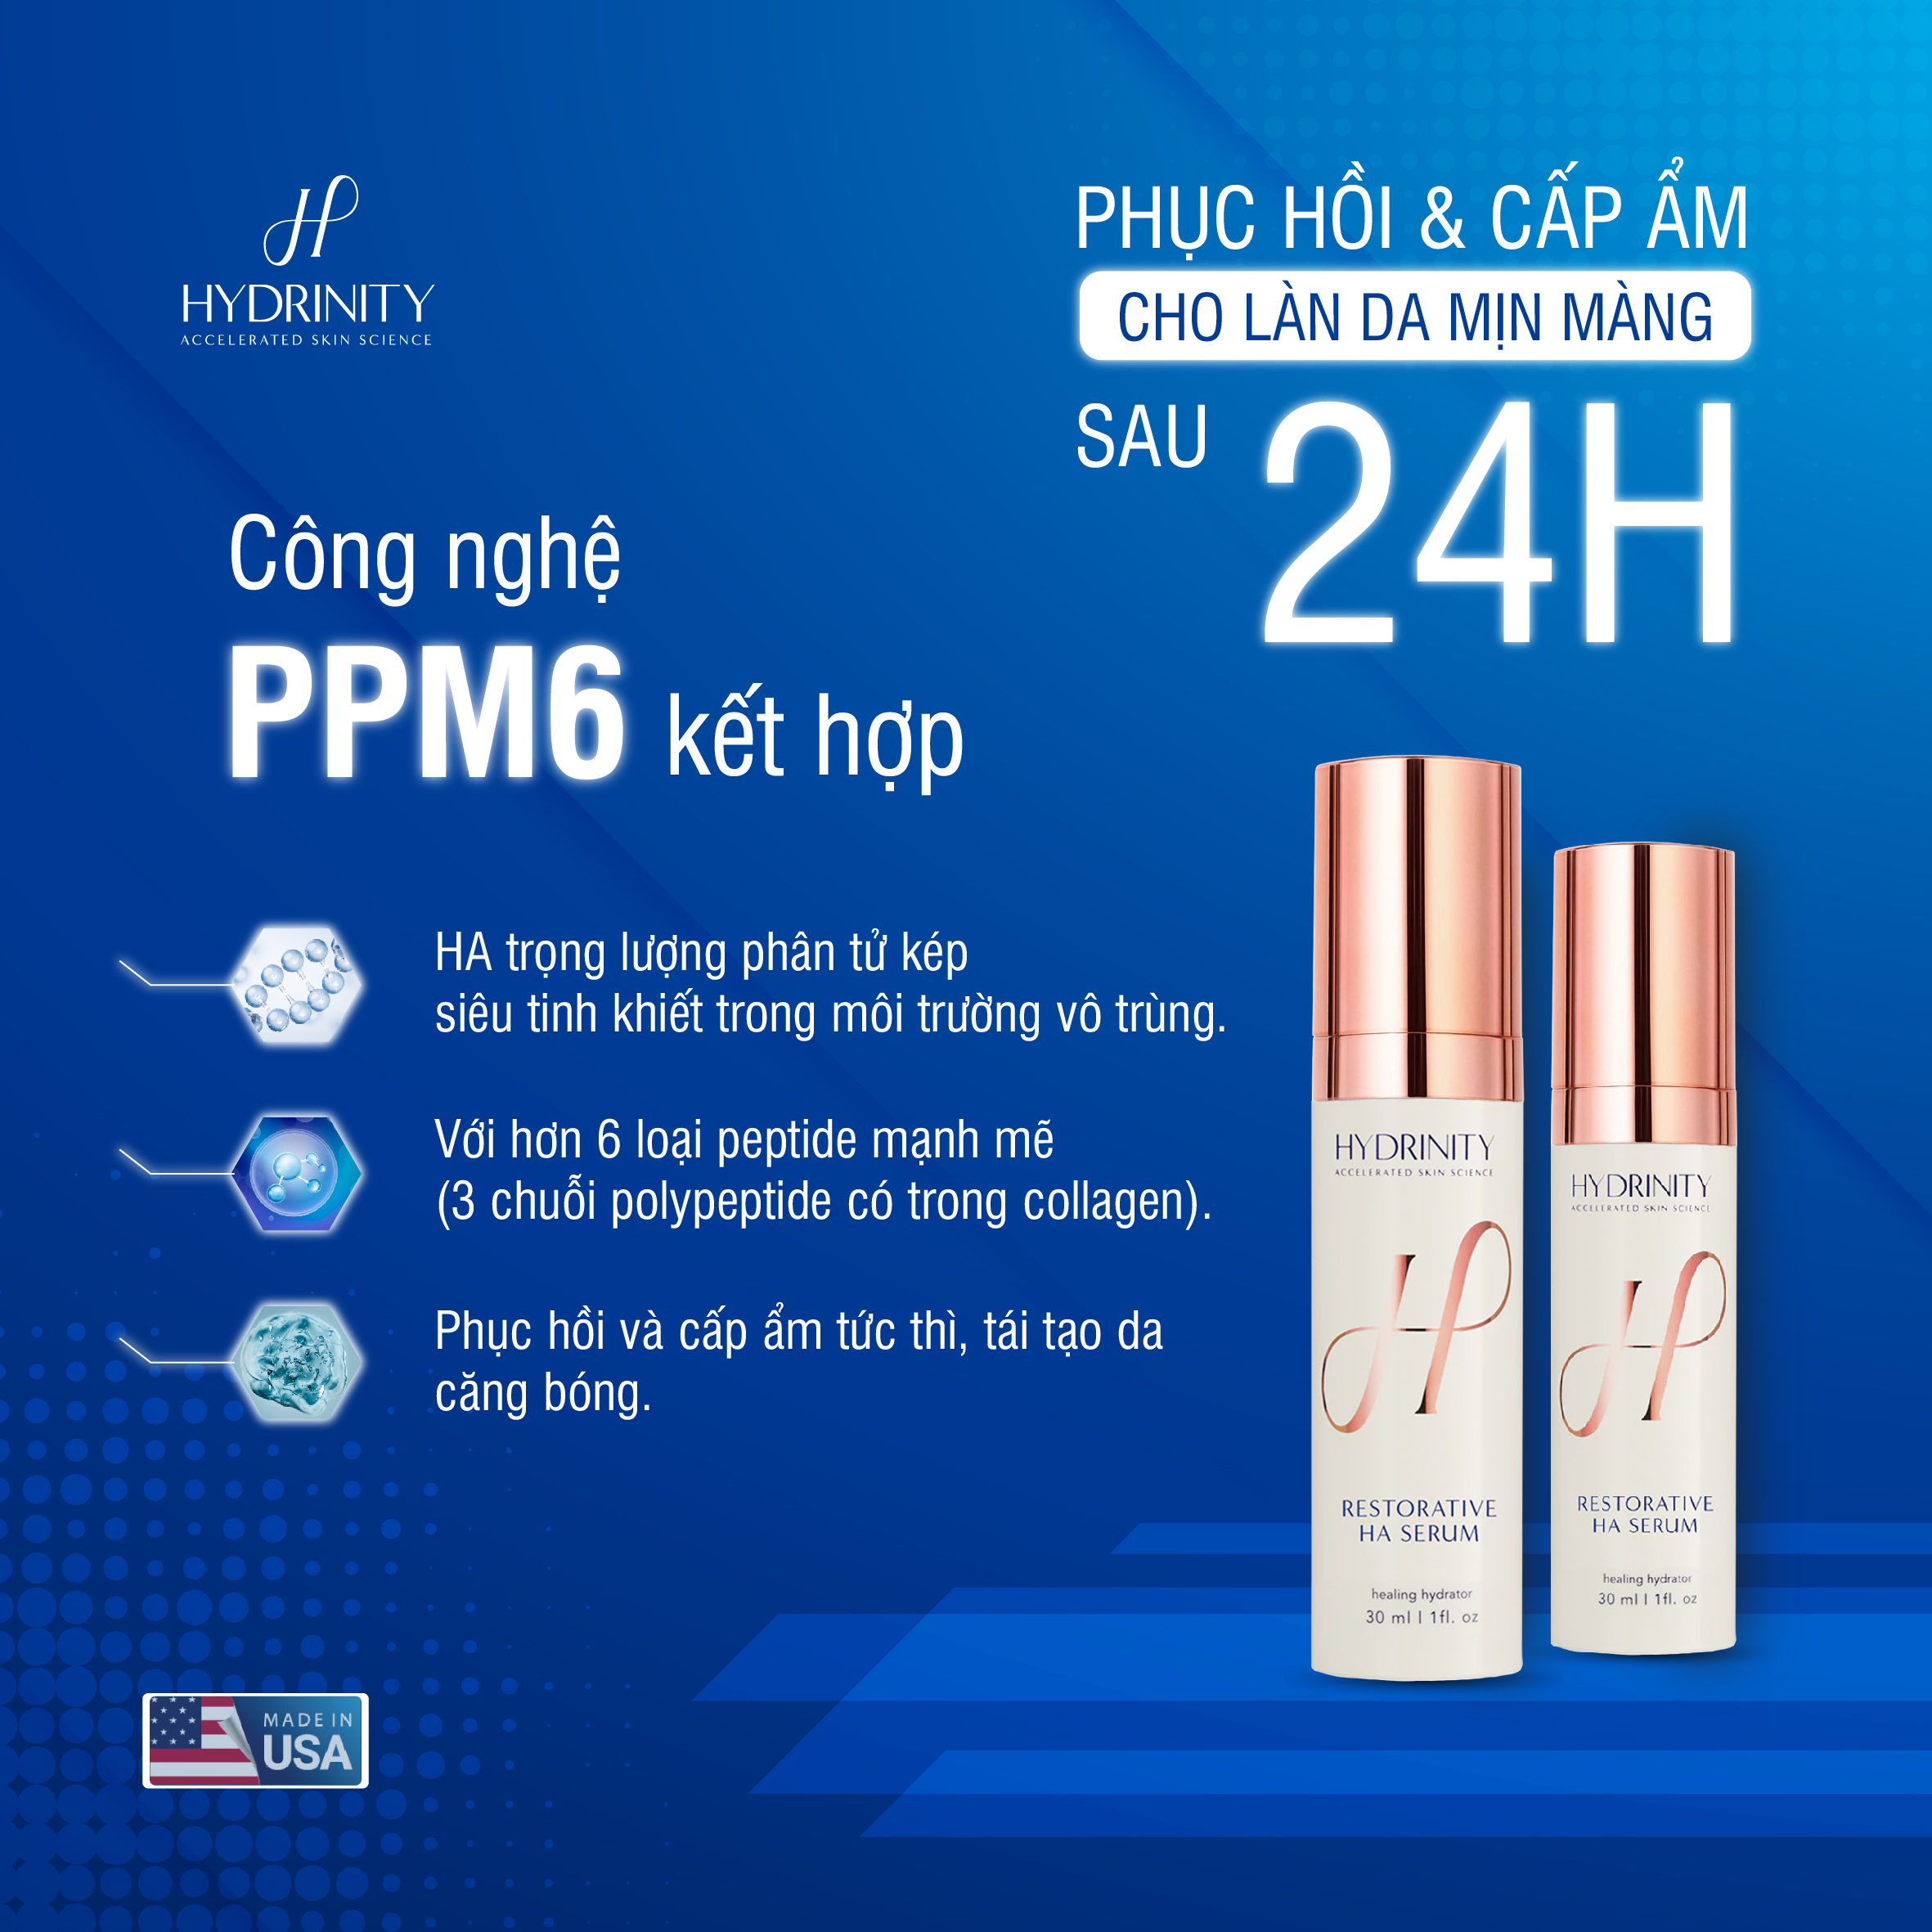 HYDRINITY
ACCELERATED SKIN SCIENCE
PHỤC HỒI & CẤP ẨM
CHO LÀN DA MỊN MÀNG
SAU 24H
Công nghệ
PPM6 kết hợp
HA trọng lượng phân tử kép
siêu tinh khiết trong môi trường vô trùng.
Với hơn 6 loại peptide mạnh mẽ
(3 chuỗi polypeptide có trong collagen).
Phục hồi và cấp ẩm tức thì, tái tạo da
căng bóng.
HYDRINITY
ACCELERATED SKIN SCIENCE
H
RESTORATIVE
HA SERUM
healing hydrator
30 ml | 1fl. oz
HYDRINITY
ACCELERATED SKIN SCIENCE
H
RESTORATIVE
HA SERUM
healing hydrator
30 ml | 1fl. oz
MADE IN
USA